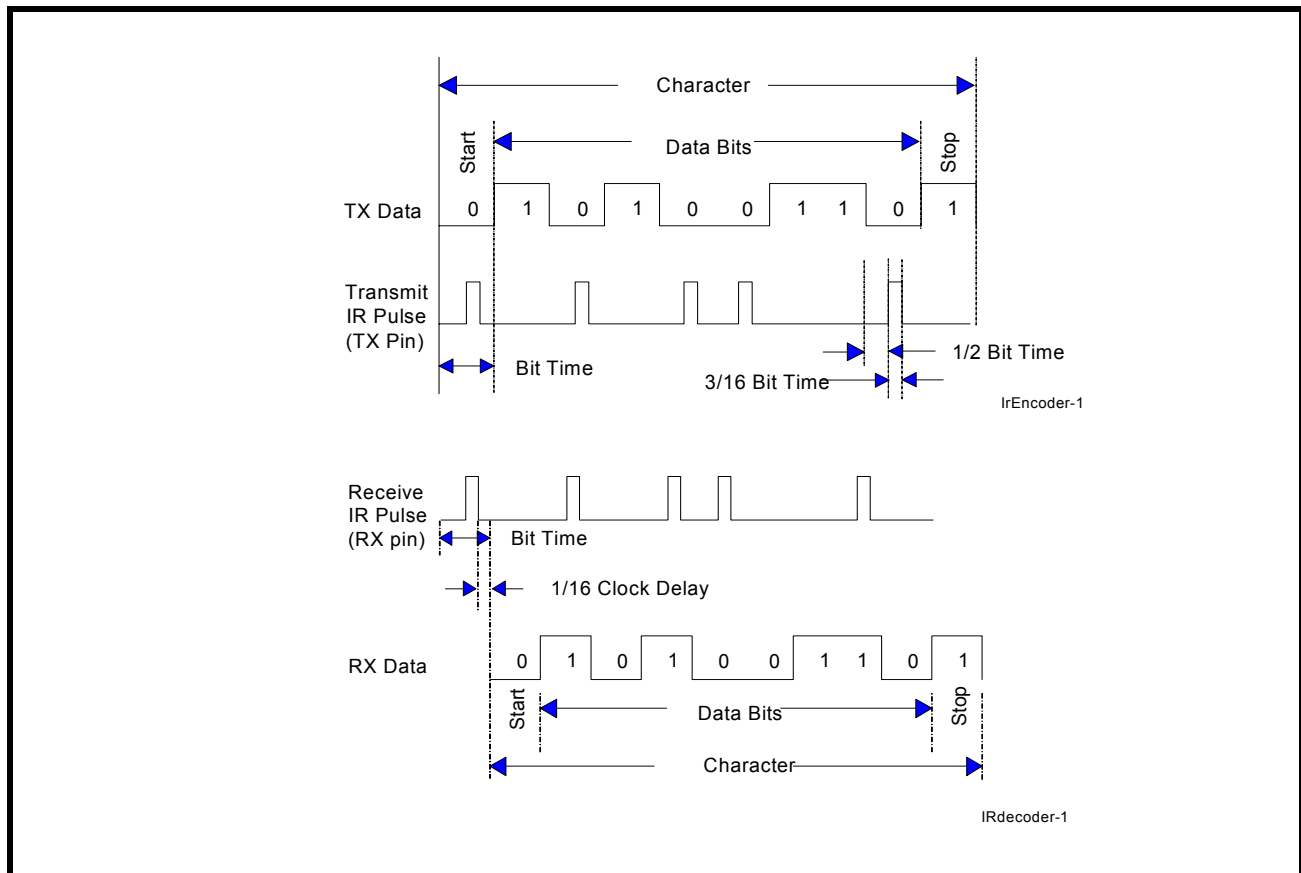 Character
Start
Data Bits
Stop
TX Data
0 1 0 1 0 0 1 1 0 1
Transmit
IR Pulse
(TX Pin)
Bit Time
1/2 Bit Time
3/16 Bit Time
IrEncoder-1
Receive
IR Pulse
(RX pin)
Bit Time
1/16 Clock Delay
RX Data
0 1 0 1 0 0 1 1 0 1
Start
Data Bits
Stop
Character
IRdecoder-1